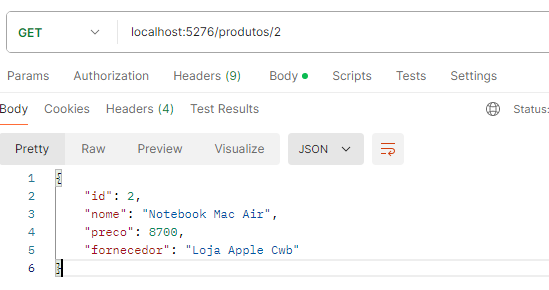 GET localhost:5276/produtos/2
Params Authorization Headers (9) Body Scripts Tests Settings
Body Cookies Headers (4) Test Results Status:
Pretty Raw Preview Visualize JSON
1 {
2 "id": 2,
3 "nome": "Notebook Mac Air",
4 "preco": 8700,
5 "fornecedor": "Loja Apple Cwb"
6 }